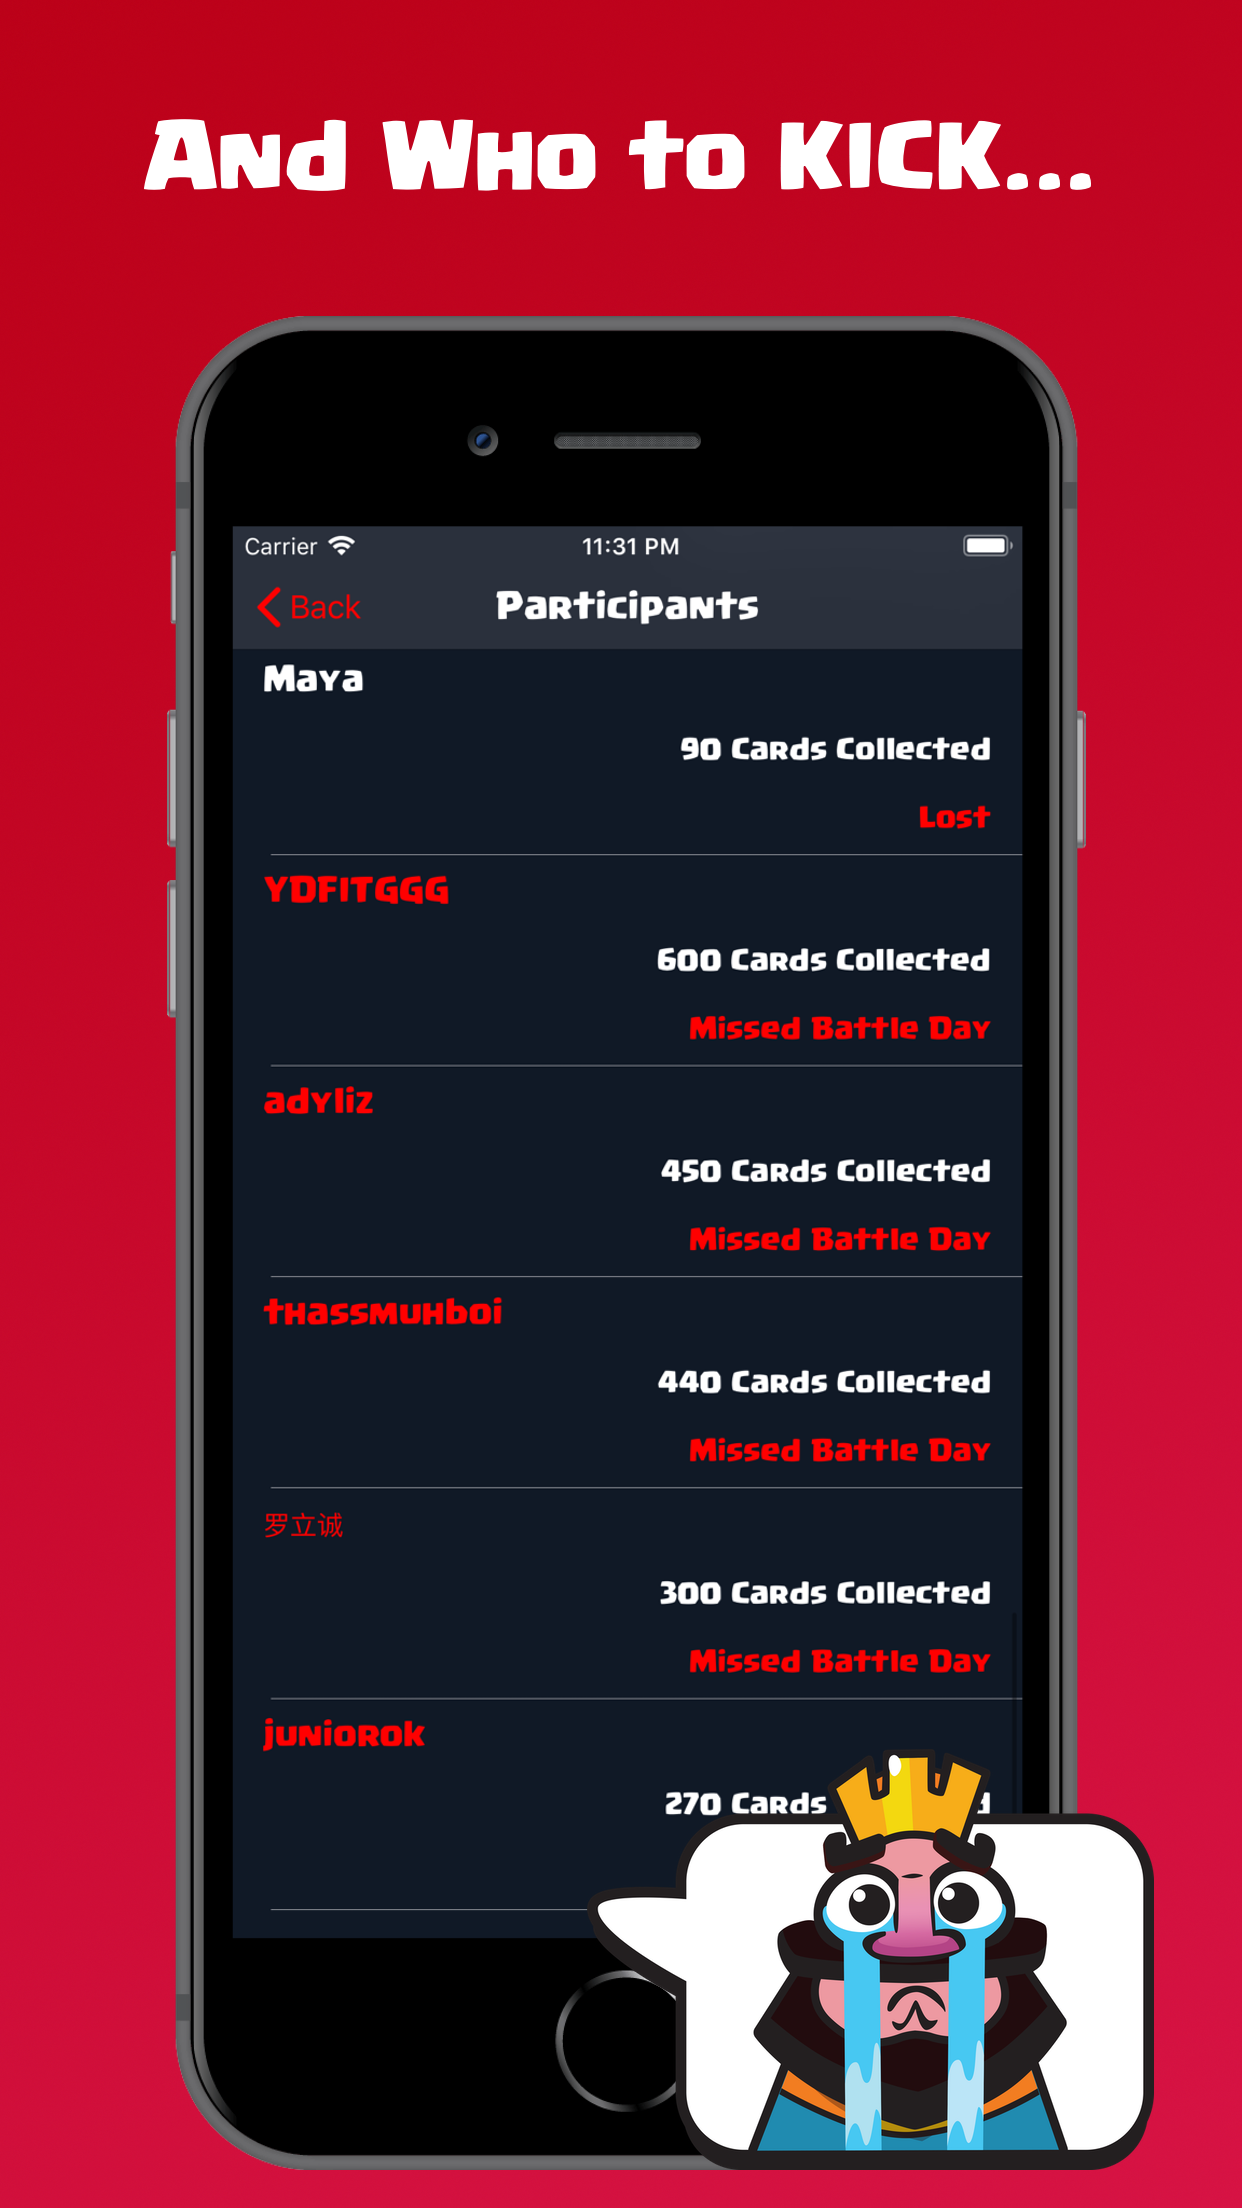 And Who to KICK...
Carrier 11:31 PM
Back Participants
Maya
90 Cards Collected
Lost
YDFITGGG
600 Cards Collected
Missed Battle Day
adyliz
450 Cards Collected
Missed Battle Day
thassmuhboi
440 Cards Collected
Missed Battle Day
罗立诚
300 Cards Collected
Missed Battle Day
juniorok
270 Cards